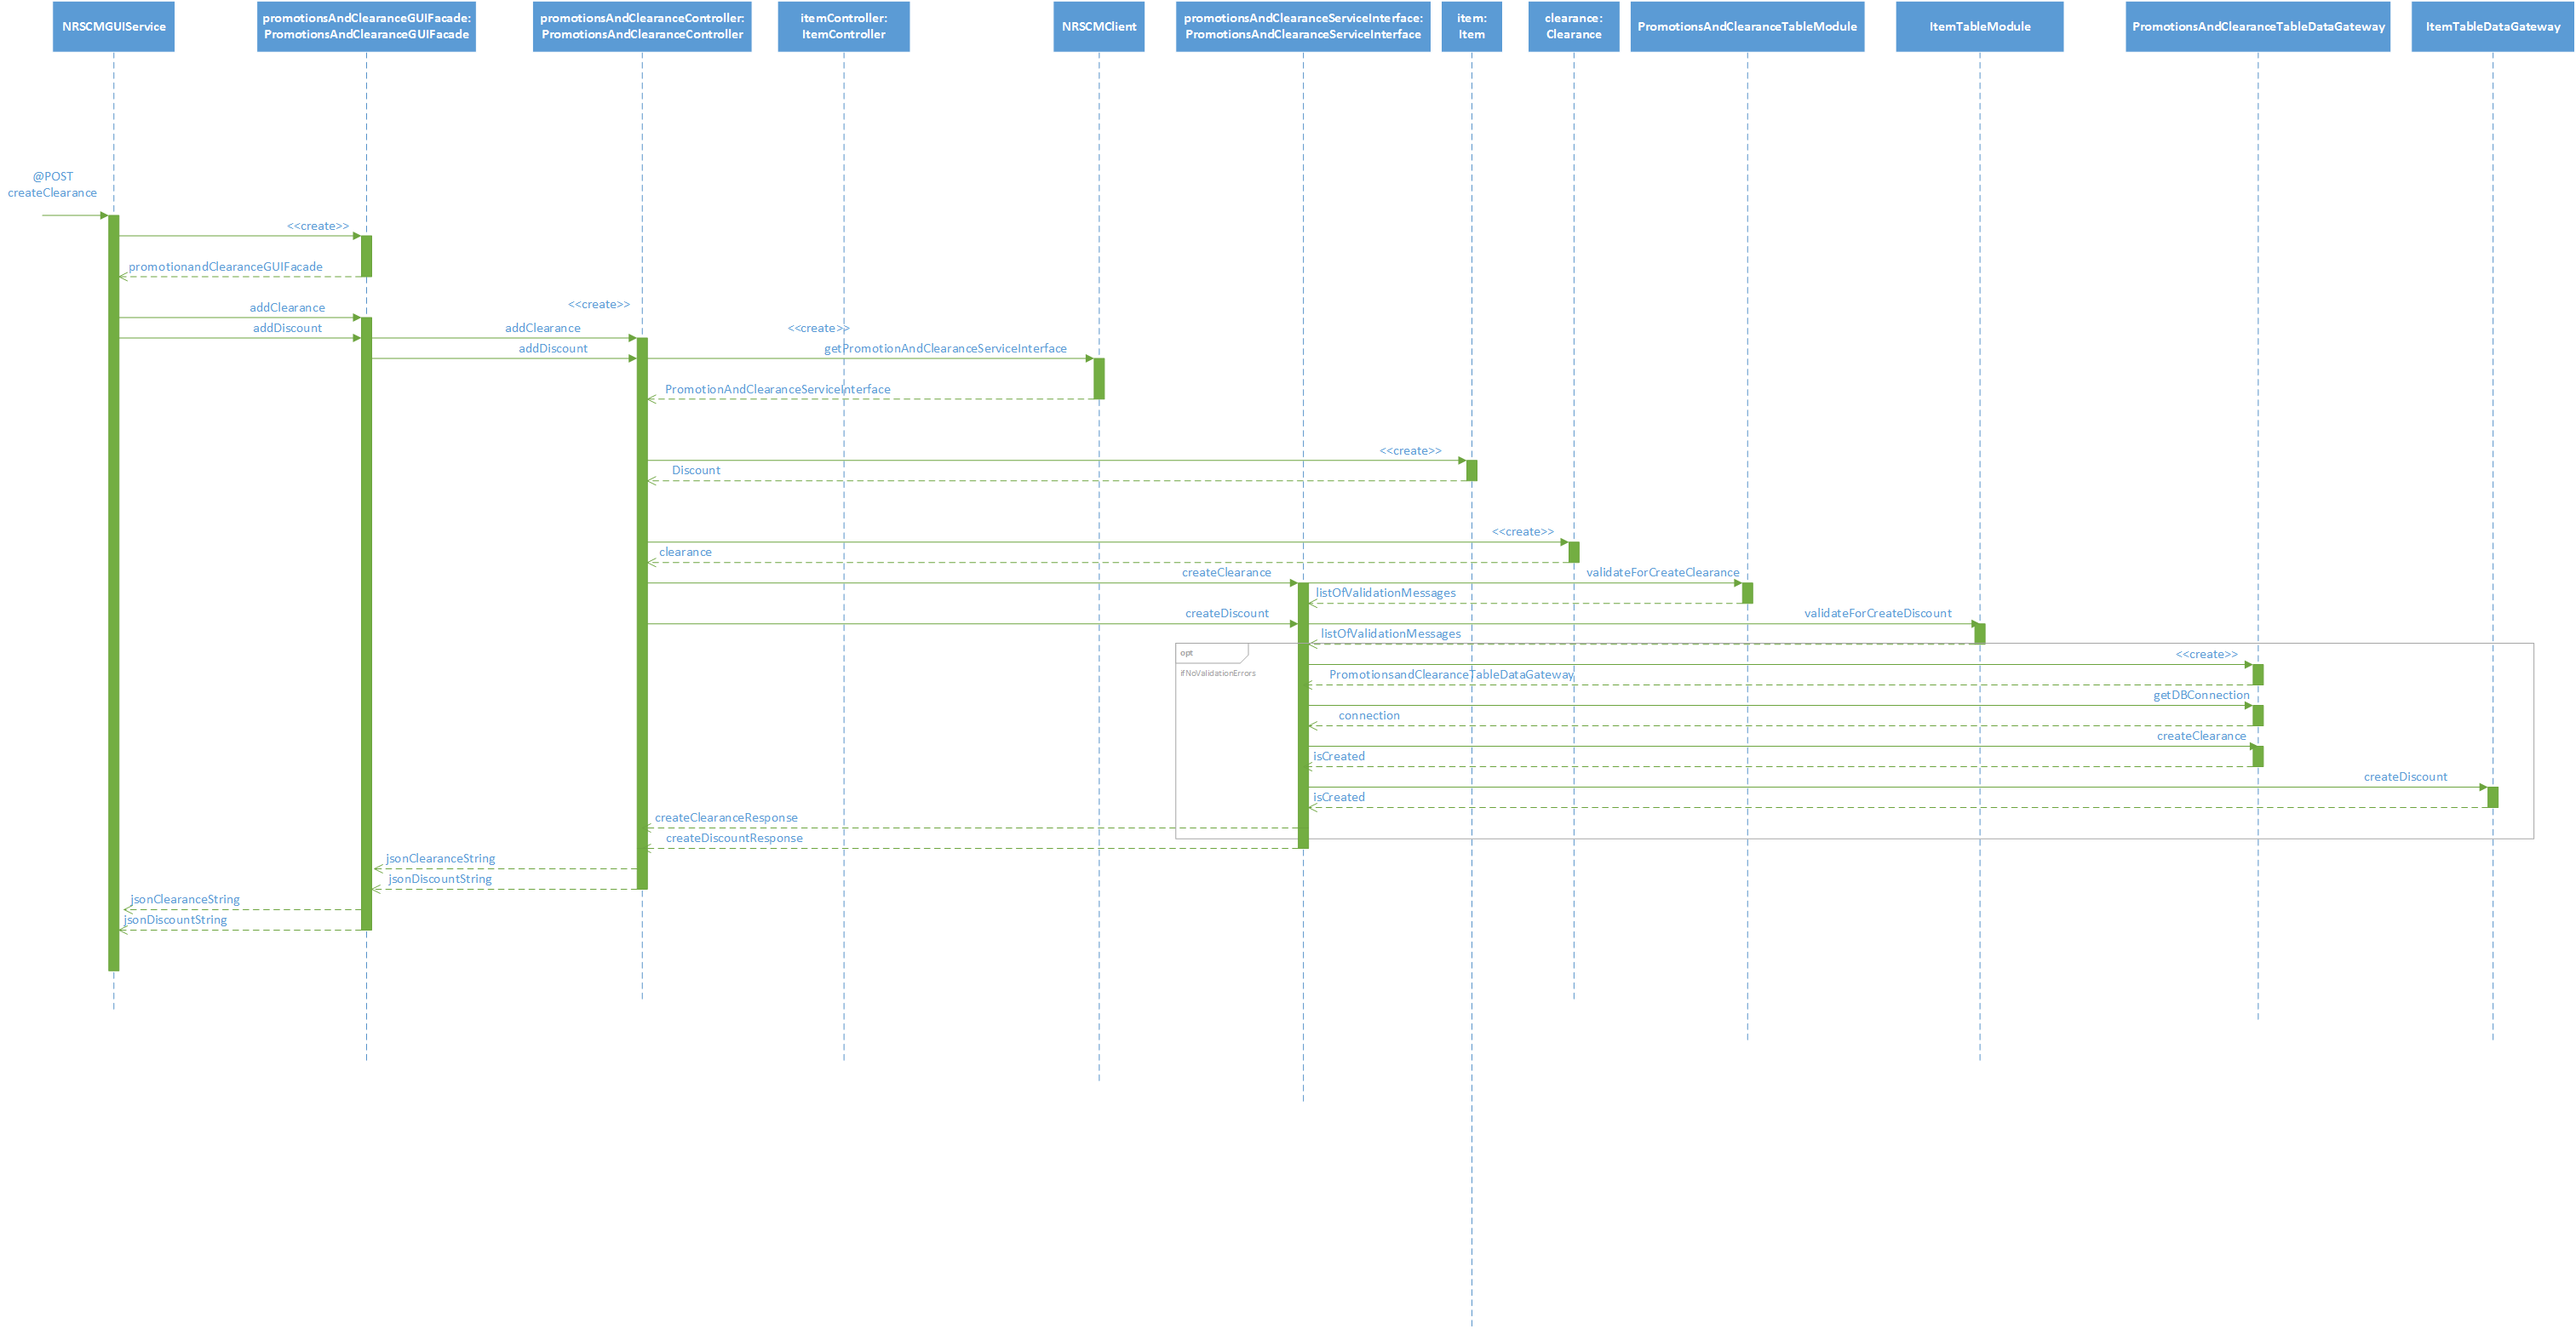 NRSCMGUIService
promotionsAndClearanceGUIFacade:
PromotionsAndClearanceGUIFacade
promotionsAndClearanceController:
PromotionsAndClearanceController
itemController:
ItemController
NRSCMClient
promotionsAndClearanceServiceInterface:
PromotionsAndClearanceServiceInterface
item:
Item
clearance:
Clearance
PromotionsAndClearanceTableModule
ItemTableModule
PromotionsAndClearanceTableDataGateway
ItemTableDataGateway
@POST
createClearance
<<create>>
promotionandClearanceGUIFacade
addClearance
<<create>>
addDiscount
addClearance
<<create>>
addDiscount
getPromotionAndClearanceServiceInterface
PromotionAndClearanceServiceInterface
<<create>>
Discount
<<create>>
clearance
createClearance
validateForCreateClearance
listOfValidationMessages
createDiscount
validateForCreateDiscount
listOfValidationMessages
opt
ifNoValidationErrors
<<create>>
PromotionsandClearanceTableDataGateway
getDBConnection
connection
createClearance
isCreated
createDiscount
isCreated
createClearanceResponse
createDiscountResponse
jsonClearanceString
jsonDiscountString
jsonClearanceString
jsonDiscountString